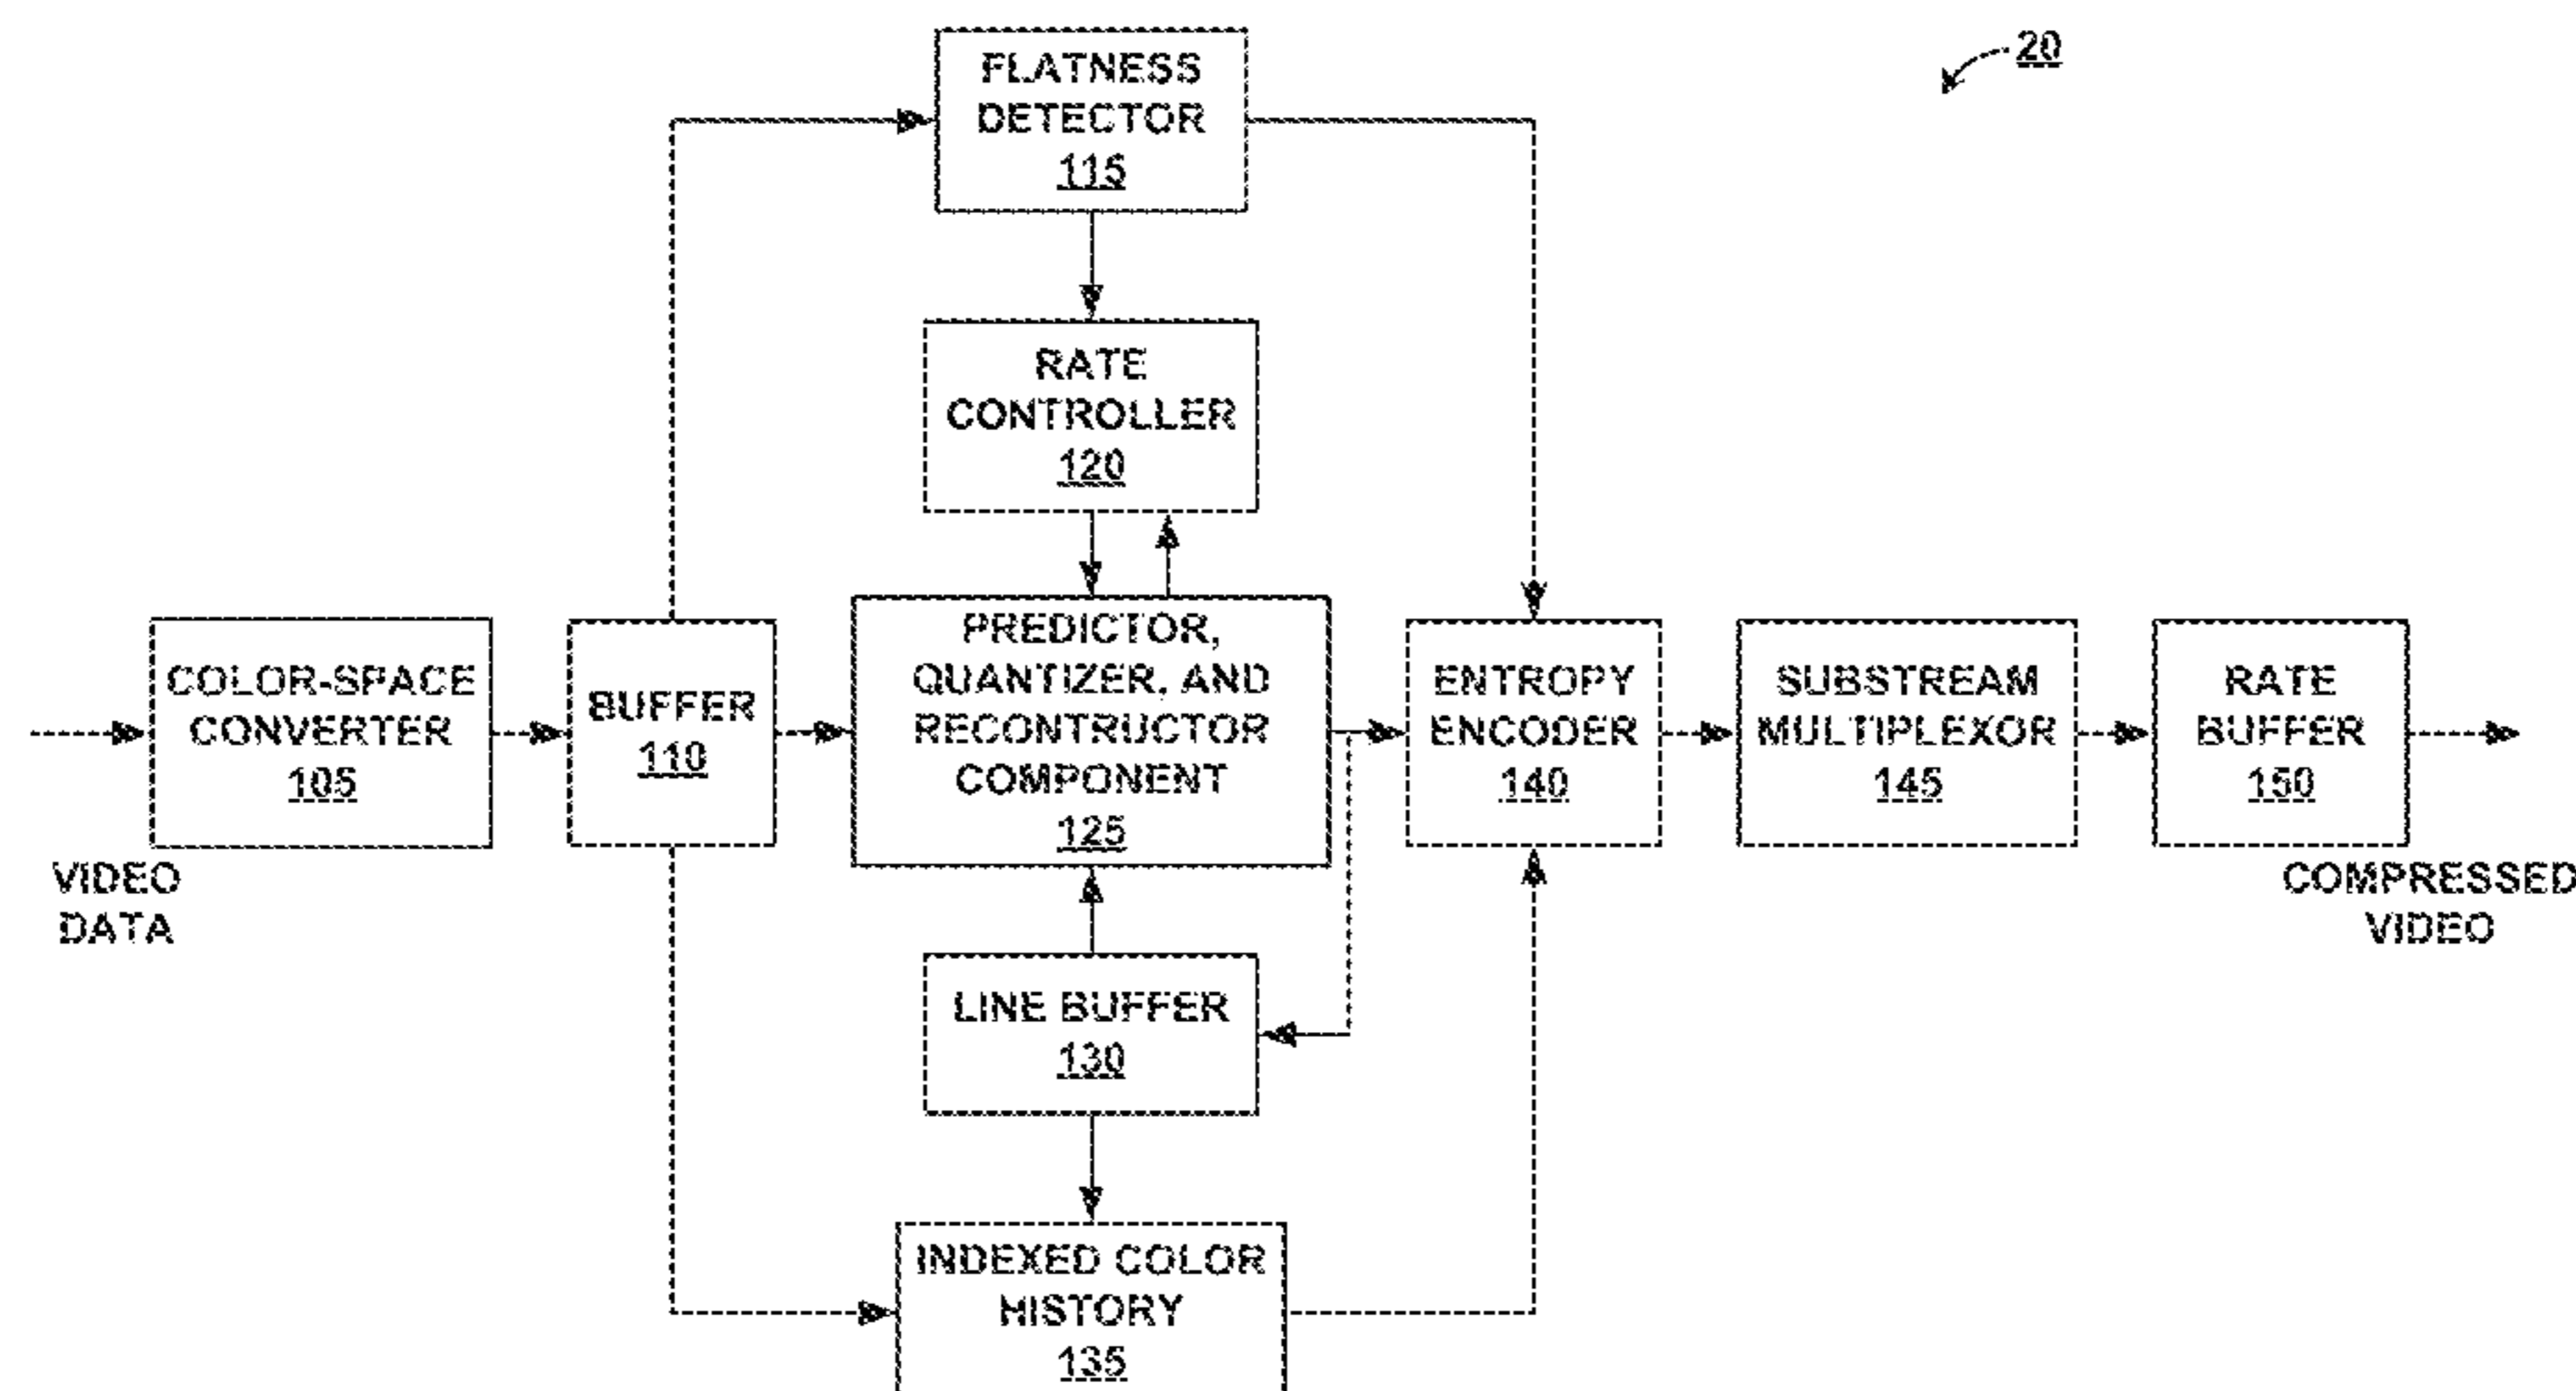 20
FLATNESS
DETECTOR
115
RATE
CONTROLLER
120
COLOR-SPACE
CONVERTER
105
BUFFER
110
PREDICTOR,
QUANTIZER, AND
RECONTRUCTOR
COMPONENT
125
ENTROPY
ENCODER
140
SUBSTREAM
MULTIPLEXOR
145
RATE
BUFFER
150
VIDEO
DATA
COMPRESSED
VIDEO
LINE BUFFER
130
INDEXED COLOR
HISTORY
135